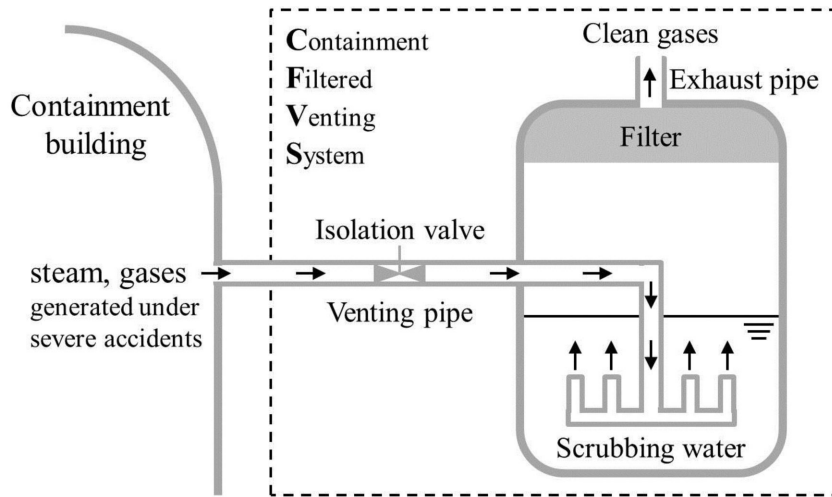 Containment
building
Containment
Filtered
Venting
System
Clean gases
Exhaust pipe
Filter
Isolation valve
steam, gases
generated under
severe accidents
Venting pipe
Scrubbing water